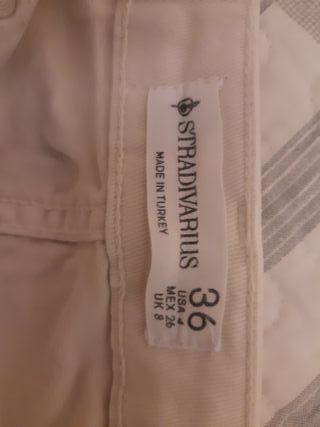 STRADIVARIUS
MADE IN TURKEY
36
USA 4
MEX 26
UK 8